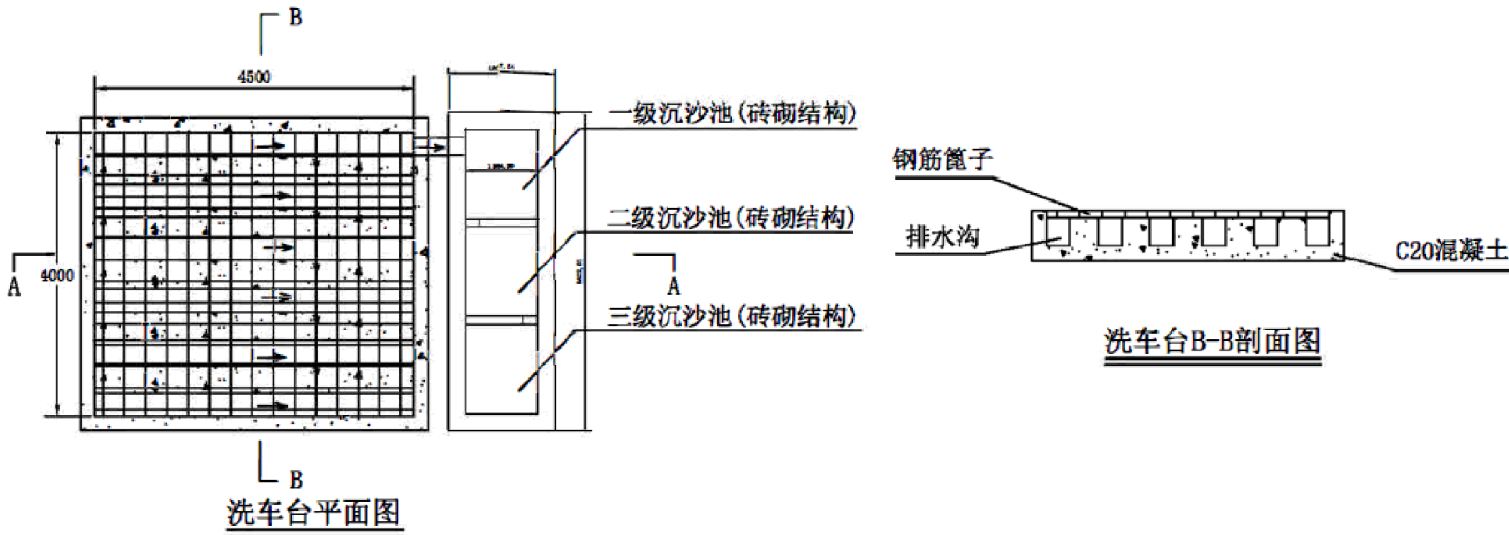 B
4500
一级沉沙池(砖砌结构)
钢筋篦子
二级沉沙池(砖砌结构)
排水沟
C20混凝土
A
4000
A
三级沉沙池(砖砌结构)
洗车台B-B剖面图
B
洗车台平面图